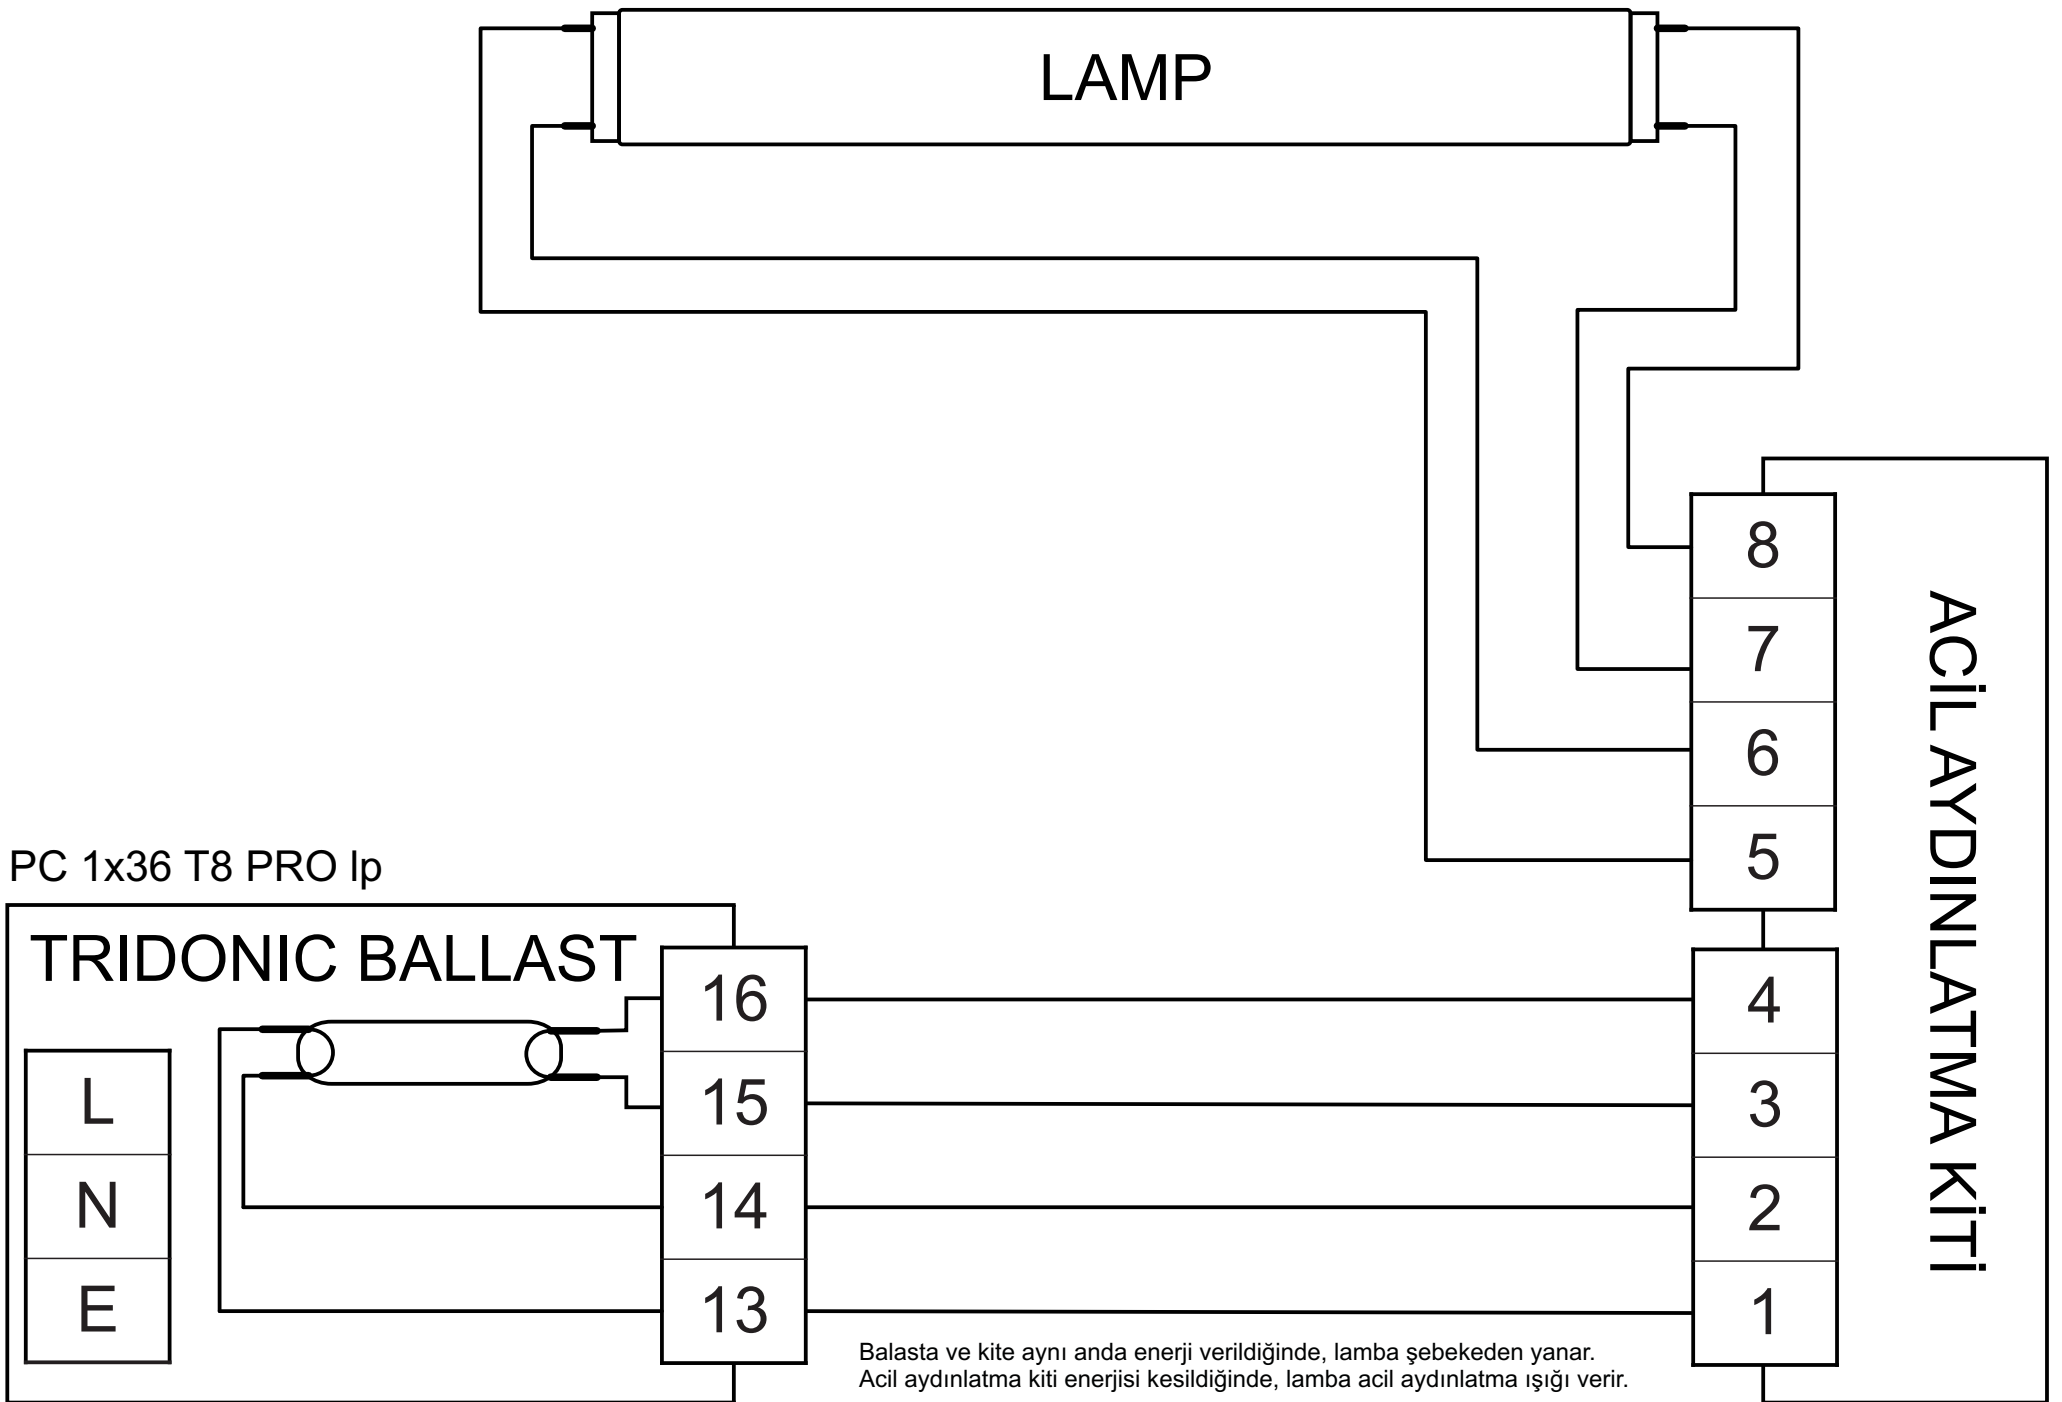 LAMP
8
7
6
5
ACİL AYDINLATMA KİTİ
PC 1x36 T8 PRO lp
TRIDONIC BALLAST
L
N
E
16
15
14
13
4
3
2
1
Balasta ve kite aynı anda enerji verildiğinde, lamba şebekeden yanar.
Acil aydınlatma kiti enerjisi kesildiğinde, lamba acil aydınlatma ışığı verir.